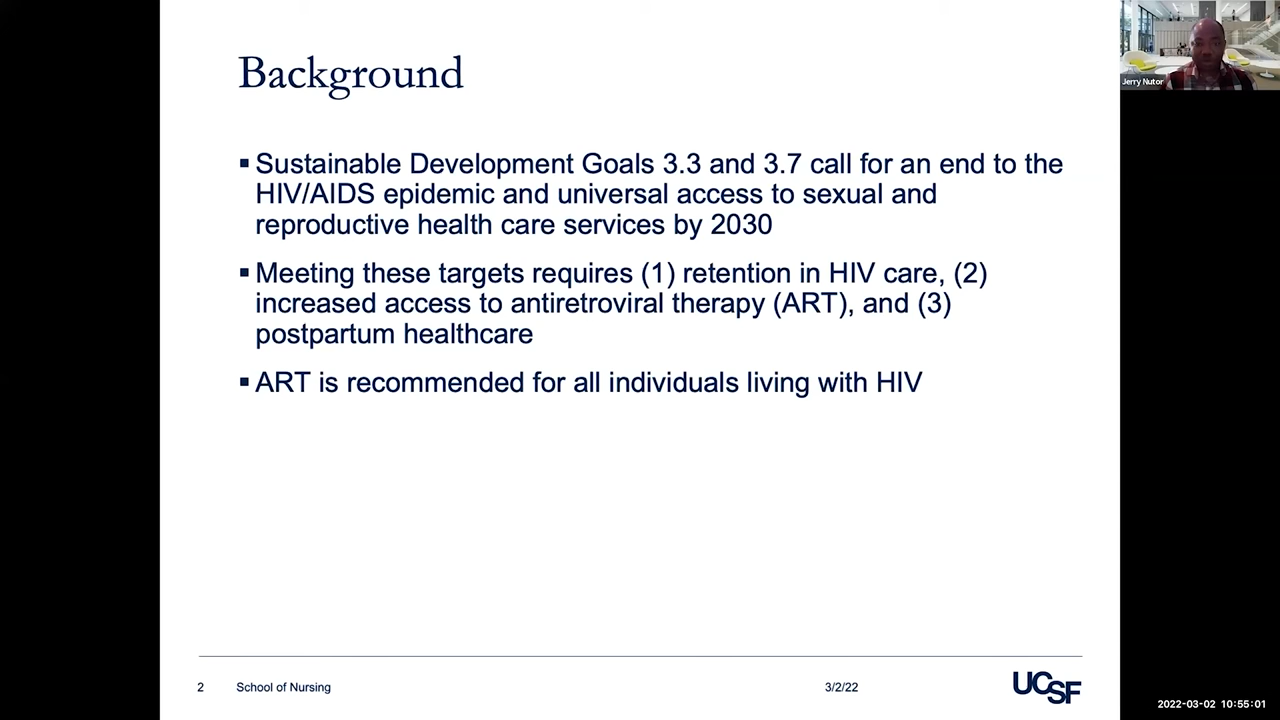 Background
Jerry Nutor
▪ Sustainable Development Goals 3.3 and 3.7 call for an end to the
HIV/AIDS epidemic and universal access to sexual and
reproductive health care services by 2030
▪ Meeting these targets requires (1) retention in HIV care, (2)
increased access to antiretroviral therapy (ART), and (3)
postpartum healthcare
▪ ART is recommended for all individuals living with HIV
2 School of Nursing 3/2/22 UCSF
2022-03-02 10:55:01